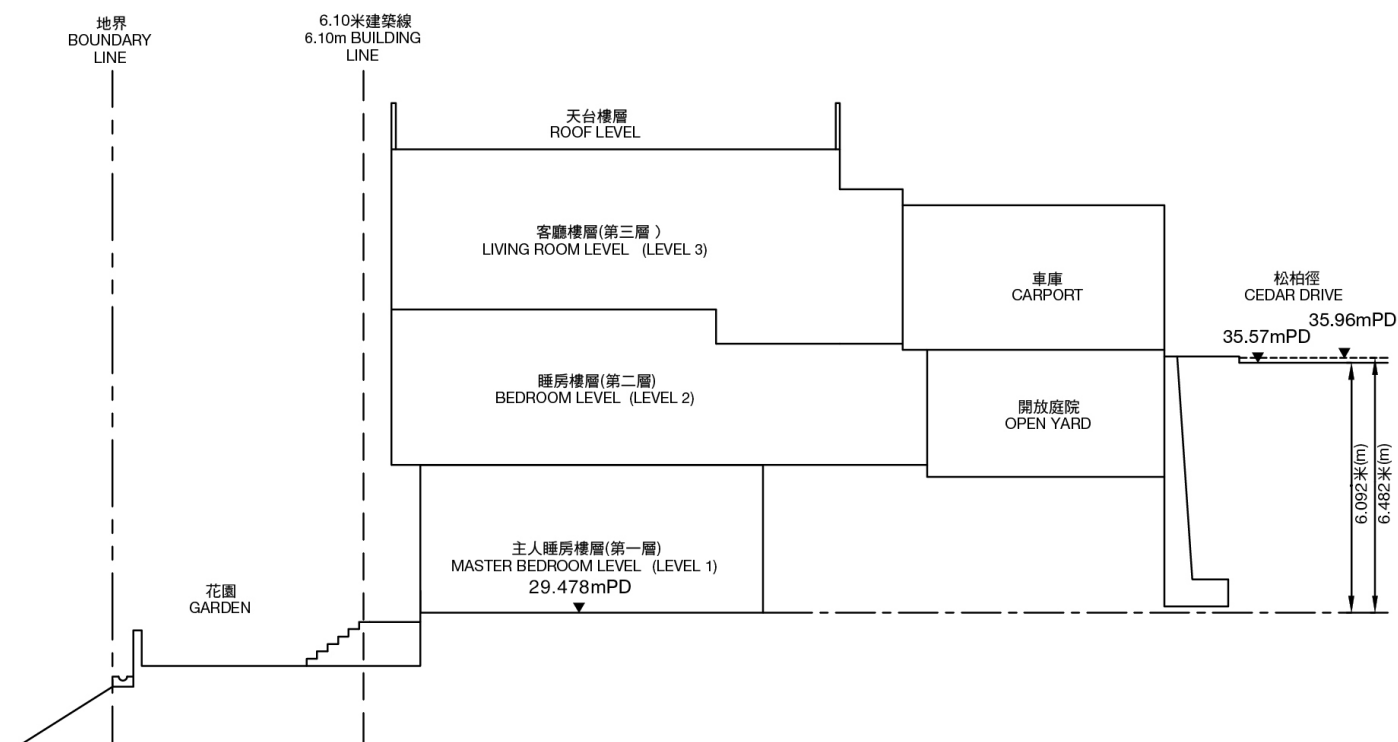 地界
BOUNDARY
LINE
6.10米建築線
6.10m BUILDING
LINE
天台樓層
ROOF LEVEL
客廳樓層(第三層 )
LIVING ROOM LEVEL (LEVEL 3)
車庫
CARPORT
松柏徑
CEDAR DRIVE
35.96mPD
35.57mPD
睡房樓層(第二層)
BEDROOM LEVEL (LEVEL 2)
開放庭院
OPEN YARD
6.092米(m)
6.482米(m)
主人睡房樓層(第一層)
MASTER BEDROOM LEVEL (LEVEL 1)
29.478mPD
花園
GARDEN